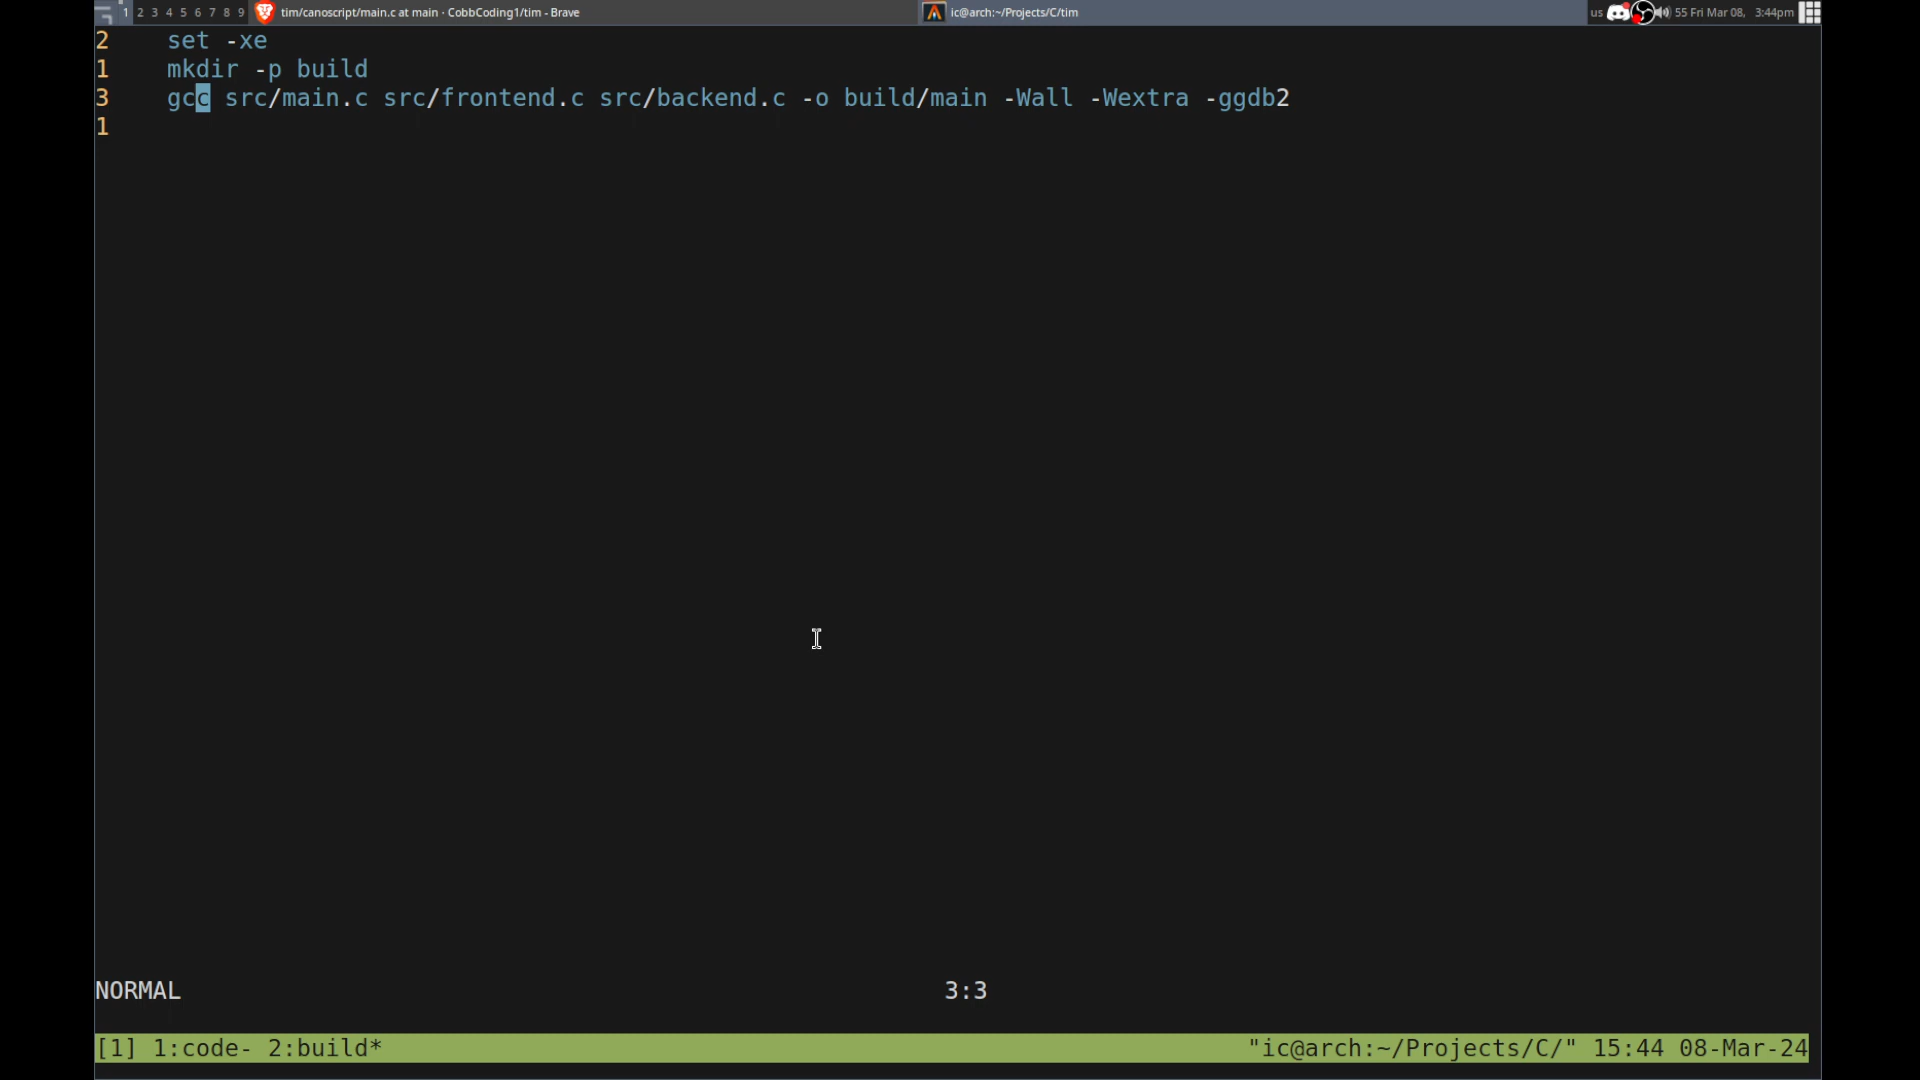 1 2 3 4 5 6 7 8 9 tim/canoscript/main.c at main · CobbCoding1/tim - Brave ic@arch:~/Projects/C/tim us 55 Fri Mar 08, 3:44pm
2 set -xe
1 mkdir -p build
3 gcc src/main.c src/frontend.c src/backend.c -o build/main -Wall -Wextra -ggdb2
1
NORMAL 3:3
[1] 1:code- 2:build* "ic@arch:~/Projects/C/" 15:44 08-Mar-24